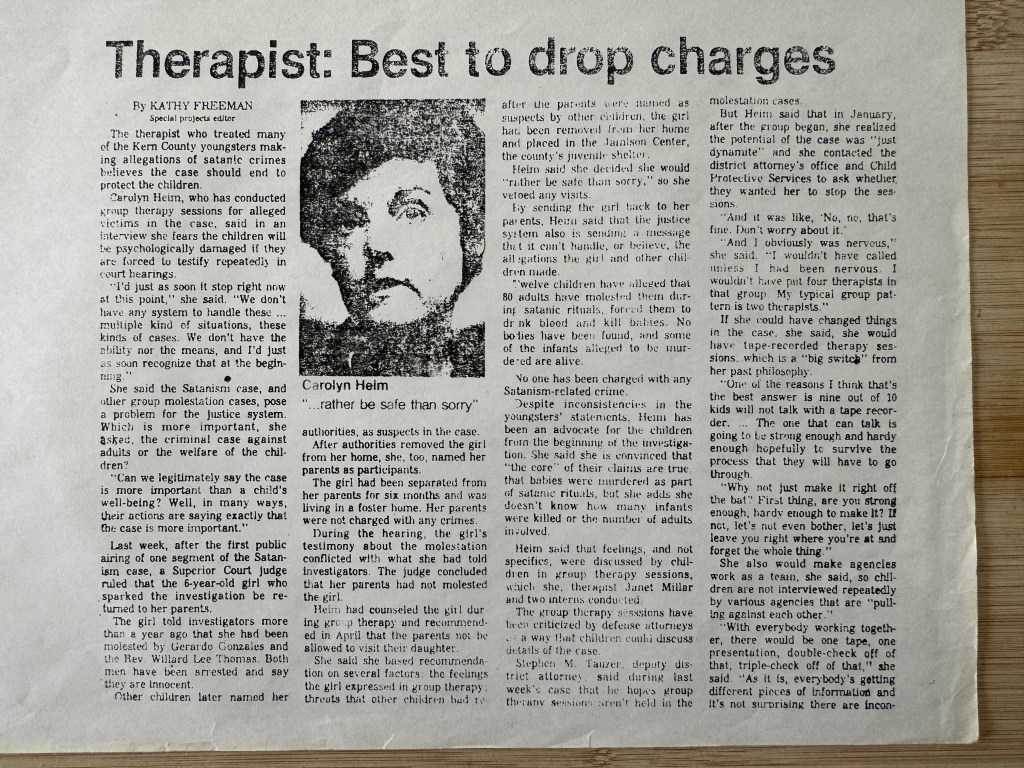 Therapist: Best to drop charges
By KATHY FREEMAN
Special projects editor
The therapist who treated many
of the Kern County youngsters mak-
ing allegations of satanic crimes
believes the case should end to
protect the children.
Carolyn Heim, who has conducted
group therapy sessions for alleged
victims in the case, said in an
interview she fears the children will
be psychologically damaged if they
are forced to testify repeatedly in
court hearings.
"I'd just as soon it stop right now
at this point," she said. "We don't
have any system to handle these ...
multiple kind of situations, these
kinds of cases. We don't have the
ability nor the means, and I'd just
as soon recognize that at the begin-
ning."
She said the Satanism case, and
other group molestation cases, pose
a problem for the justice system.
Which is more important, she
asked, the criminal case against
adults or the welfare of the chil-
dren?
"Can we legitimately say the case
is more important than a child's
well-being? Well, in many ways,
their actions are saying exactly that
the case is more important."
Last week, after the first public
airing of one segment of the Satan-
ism case, a Superior Court judge
ruled that the 6-year-old girl who
sparked the investigation be re-
turned to her parents.
The girl told investigators more
than a year ago that she had been
molested by Gerardo Gonzales and
the Rev. Willard Lee Thomas. Both
men have been arrested and say
they are innocent.
Other children later named her
Carolyn Heim
"...rather be safe than sorry"
authorities, as suspects in the case.
After authorities removed the girl
from her home, she, too, named her
parents as participants.
The girl had been separated from
her parents for six months and was
living in a foster home. Her parents
were not charged with any crimes.
During the hearing, the girl's
testimony about the molestation
conflicted with what she had told
investigators. The judge concluded
that her parents had not molested
the girl.
Heim had counseled the girl dur-
ing group therapy and recommend-
ed in April that the parents not be
allowed to visit their daughter.
She said she based recommenda-
tion on several factors: the feelings
the girl expressed in group therapy;
threats that other children had re-
after the parents were named as
suspects by other children, the girl
had been removed from her home
and placed in the Jamison Center,
the county's juvenile shelter.
Heim said she decided she would
"rather be safe than sorry," so she
vetoed any visits.
By sending the girl back to her
parents, Heim said that the justice
system also is sending a message
that it can't handle, or believe, the
allegations the girl and other chil-
dren made.
Twelve children have alleged that
80 adults have molested them dur-
ing satanic rituals, forced them to
drink blood and kill babies. No
bodies have been found, and some
of the infants alleged to be mur-
dered are alive.
No one has been charged with any
Satanism-related crime.
Despite inconsistencies in the
youngsters' statements, Heim has
been an advocate for the children
from the beginning of the investiga-
tion. She said she is convinced that
"the core" of their claims are true,
that babies were murdered as part
of satanic rituals, but she adds she
doesn't know how many infants
were killed or the number of adults
involved.
Heim said that feelings, and not
specifics, were discussed by chil-
dren in group therapy sessions,
which she, therapist Janet Millar
and two interns conducted.
The group therapy sesssions have
been criticized by defense attorneys
a way that children could discuss
details of the case.
Stephen M. Tauzer, deputy dis-
trict attorney, said during last
week's case that he hopes group
therapy sessions aren't held in the
molestation cases.
But Heim said that in January,
after the group began, she realized
the potential of the case was "just
dynamite" and she contacted the
district attorney's office and Child
Protective Services to ask whether
they wanted her to stop the ses-
sions.
"And it was like, 'No, no, that's
fine. Don't worry about it.'
"And I obviously was nervous,"
she said. "I wouldn't have called
unless I had been nervous. I
wouldn't have put four therapists in
that group. My typical group pat-
tern is two therapists."
If she could have changed things
in the case, she said, she would
have tape-recorded therapy ses-
sions, which is a "big switch" from
her past philosophy.
"One of the reasons I think that's
the best answer is nine out of 10
kids will not talk with a tape recor-
der. ... The one that can talk is
going to be strong enough and hardy
enough hopefully to survive the
process that they will have to go
through.
"Why not just make it right off
the bat? First thing, are you strong
enough, hardy enough to make it? If
not, let's not even bother, let's just
leave you right where you're at and
forget the whole thing."
She also would make agencies
work as a team, she said, so chil-
dren are not interviewed repeatedly
by various agencies that are "pull-
ing against each other."
"With everybody working togeth-
er, there would be one tape, one
presentation, double-check off of
that, triple-check off of that," she
said. "As it is, everybody's getting
different pieces of information and
it's not surprising there are incon-